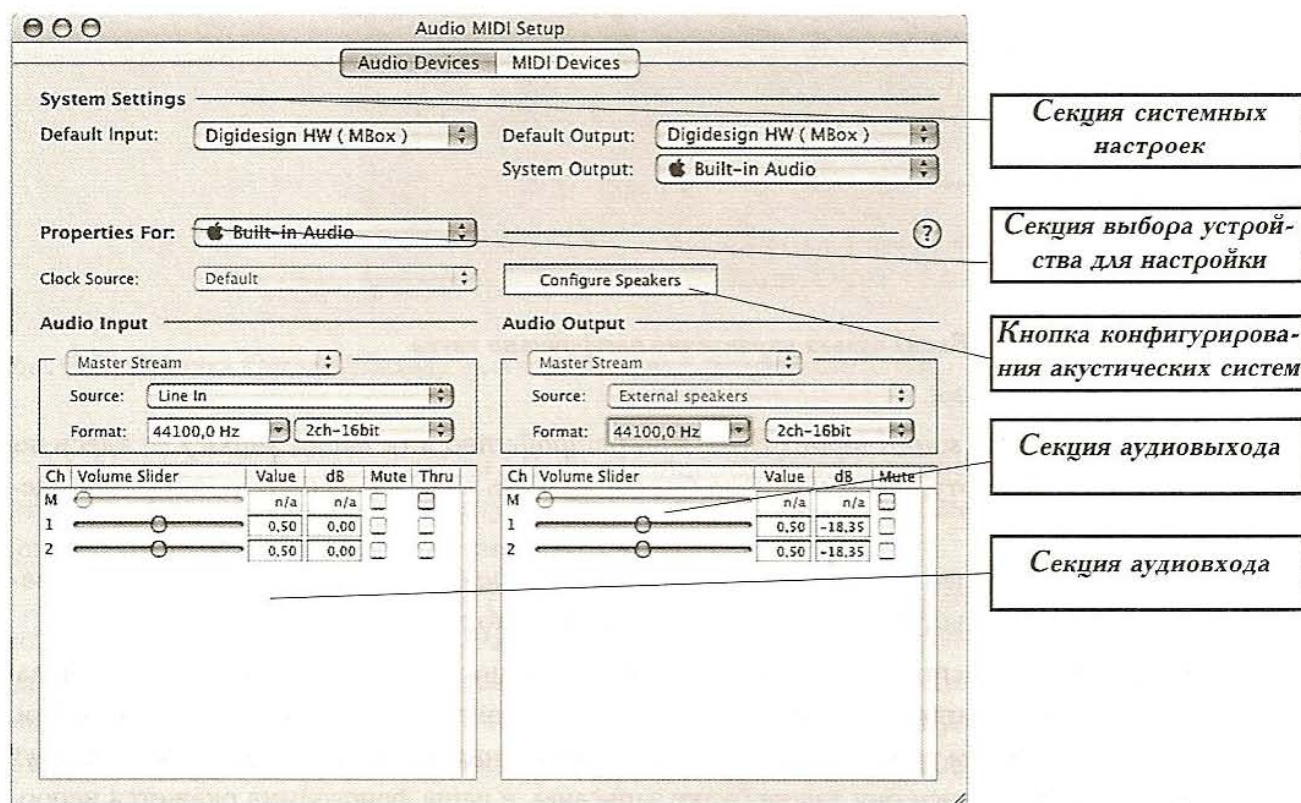 Audio MIDI Setup
Audio Devices MIDI Devices
System Settings
Default Input: Digidesign HW ( MBox ) Default Output: Digidesign HW ( MBox )
System Output: Built-in Audio
Properties For: Built-in Audio ?
Clock Source: Default Configure Speakers
Audio Input Audio Output
Master Stream Master Stream
Source: Line In Source: External speakers
Format: 44100,0 Hz 2ch-16bit Format: 44100,0 Hz 2ch-16bit
Ch Volume Slider Value dB Mute Thru Ch Volume Slider Value dB Mute
M n/a n/a M n/a n/a
1 0,50 0,00 1 0,50 -18,35
2 0,50 0,00 2 0,50 -18,35
Секция системных
настроек
Секция выбора устрой-
ства для настройки
Кнопка конфигурирова-
ния акустических систем
Секция аудиовыхода
Секция аудиовхода